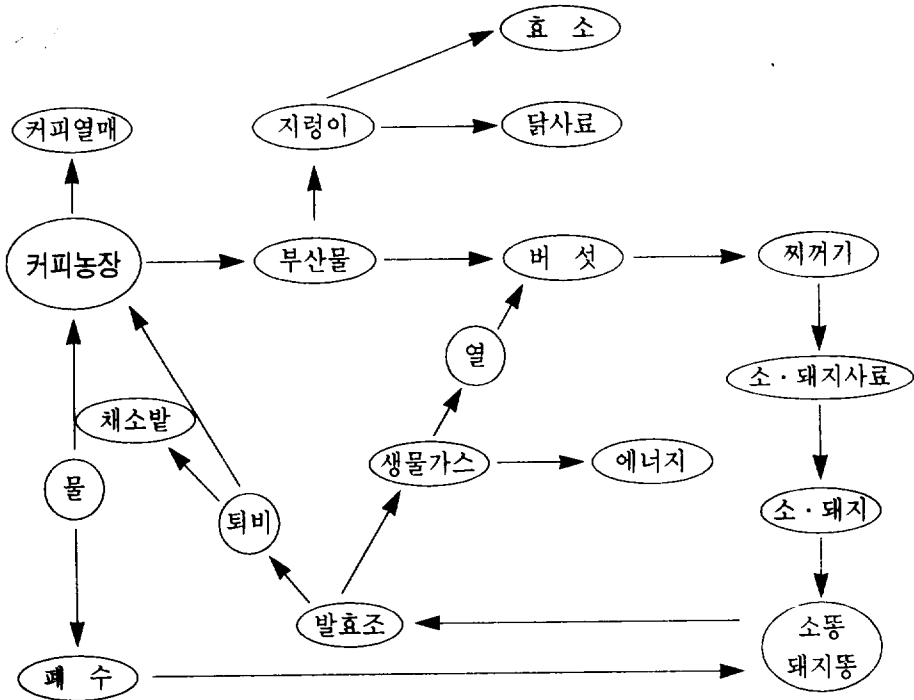 효 소
커피열매
지렁이
닭사료
커피농장
부산물
버 섯
찌꺼기
열
소·돼지사료
채소밭
생물가스
에너지
물
퇴비
소·돼지
발효조
소똥
돼지똥
폐 수